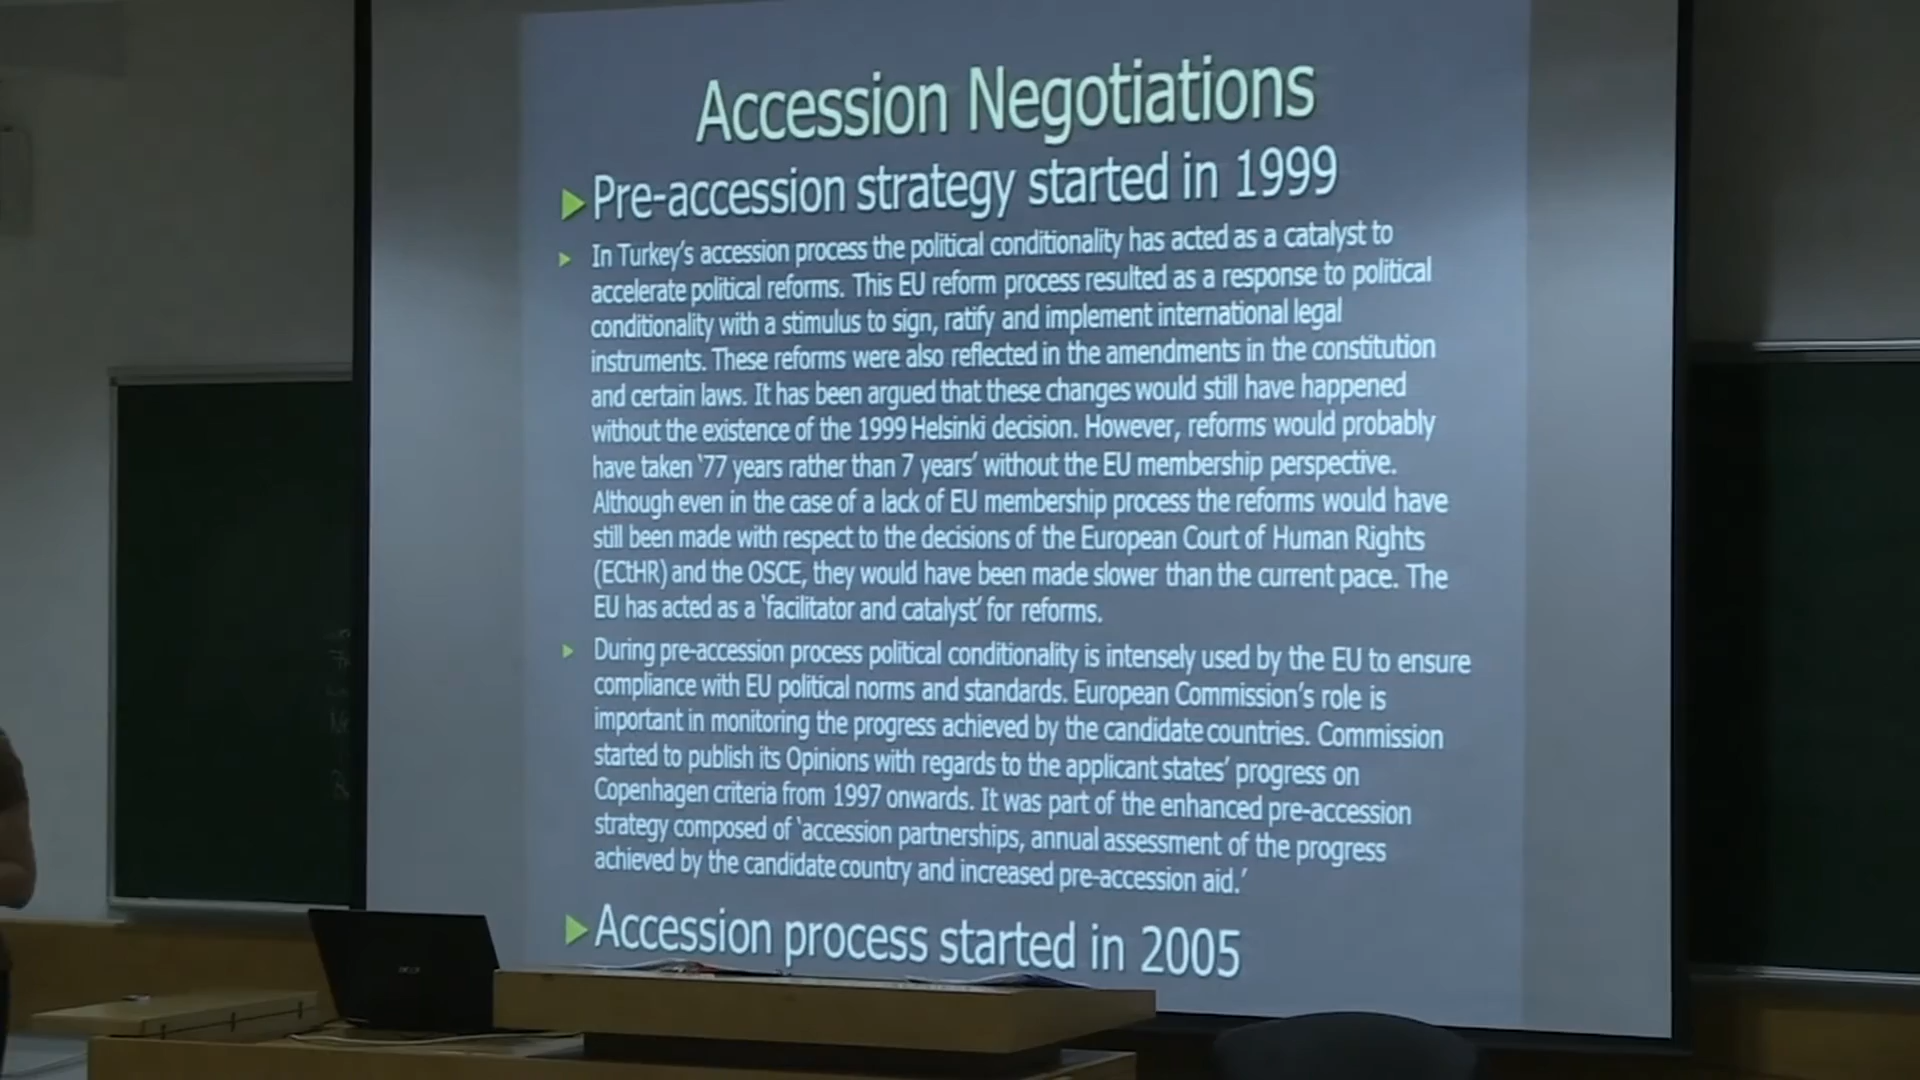 Accession Negotiations
Pre-accession strategy started in 1999
In Turkey's accession process the political conditionality has acted as a catalyst to
accelerate political reforms. This EU reform process resulted as a response to political
conditionality with a stimulus to sign, ratify and implement international legal
instruments. These reforms were also reflected in the amendments in the constitution
and certain laws. It has been argued that these changes would still have happened
without the existence of the 1999 Helsinki decision. However, reforms would probably
have taken '77 years rather than 7 years' without the EU membership perspective.
Although even in the case of a lack of EU membership process the reforms would have
still been made with respect to the decisions of the European Court of Human Rights
(ECtHR) and the OSCE, they would have been made slower than the current pace. The
EU has acted as a 'facilitator and catalyst' for reforms.
During pre-accession process political conditionality is intensely used by the EU to ensure
compliance with EU political norms and standards. European Commission's role is
important in monitoring the progress achieved by the candidate countries. Commission
started to publish its Opinions with regards to the applicant states' progress on
Copenhagen criteria from 1997 onwards. It was part of the enhanced pre-accession
strategy composed of 'accession partnerships, annual assessment of the progress
achieved by the candidate country and increased pre-accession aid.'
Accession process started in 2005
acer